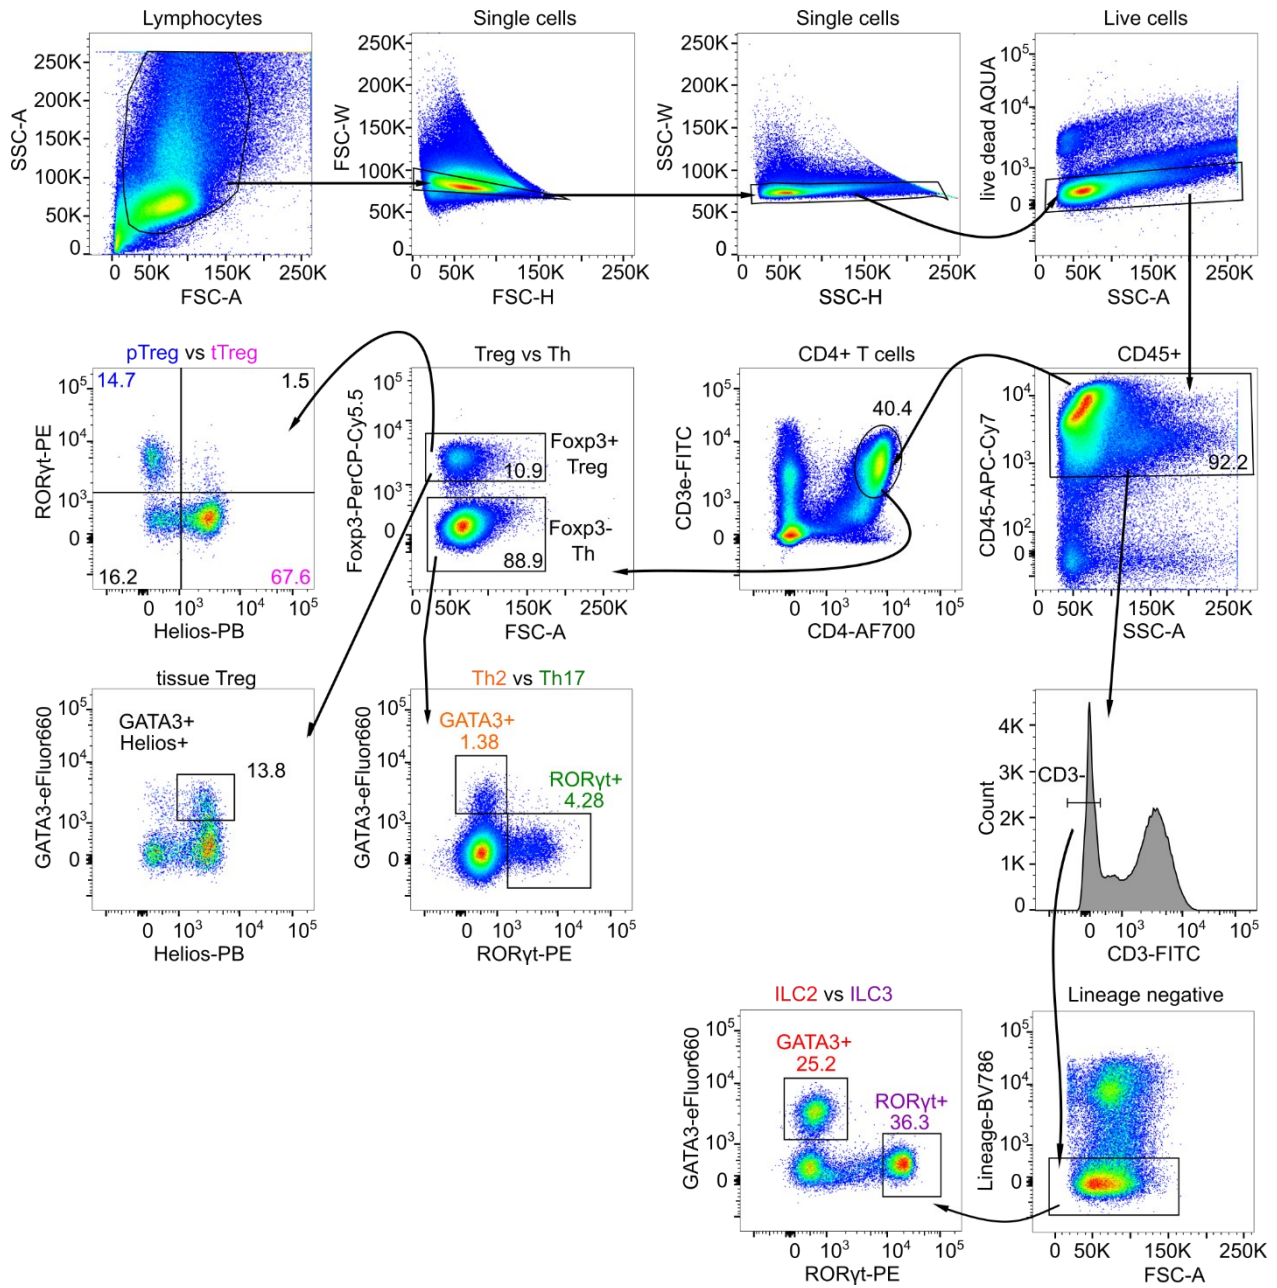 Lymphocytes
SSC-A
250K
200K
150K
100K
50K
0
0 50K 150K 250K
FSC-A
Single cells
FSC-W
250K
200K
150K
100K
50K
0
0 50K 150K 250K
FSC-H
Single cells
SSC-W
250K
200K
150K
100K
50K
0
0 50K 150K 250K
SSC-H
Live cells
live dead AQUA
10^5
10^4
10^3
0
0 50K 150K 250K
SSC-A
pTreg vs tTreg
14.7
1.5
16.2
67.6
RORγt-PE
10^5
10^4
10^3
0
0 10^3 10^4 10^5
Helios-PB
Treg vs Th
Foxp3-PerCP-Cy5.5
10^5
10^4
10^3
0
Foxp3+
Treg
10.9
Foxp3-
Th
88.9
50K 150K 250K
FSC-A
CD4+ T cells
40.4
CD3e-FITC
10^5
10^4
10^3
0
0 10^3 10^4 10^5
CD4-AF700
CD45+
92.2
CD45-APC-Cy7
10^4
10^3
10^2
0
0 50K 150K 250K
SSC-A
tissue Treg
GATA3+
Helios+
13.8
GATA3-eFluor660
10^5
10^4
10^3
0
0 10^3 10^4 10^5
Helios-PB
Th2 vs Th17
GATA3+
1.38
RORγt+
4.28
GATA3-eFluor660
10^5
10^4
10^3
0
0 10^3 10^4 10^5
RORγt-PE
CD3-
Count
4K
3K
2K
1K
0
0 10^3 10^4 10^5
CD3-FITC
ILC2 vs ILC3
GATA3+
25.2
RORγt+
36.3
GATA3-eFluor660
10^5
10^4
10^3
0
0 10^3 10^4 10^5
RORγt-PE
Lineage negative
Lineage-BV786
10^5
10^4
10^3
0
0 50K 150K 250K
FSC-A